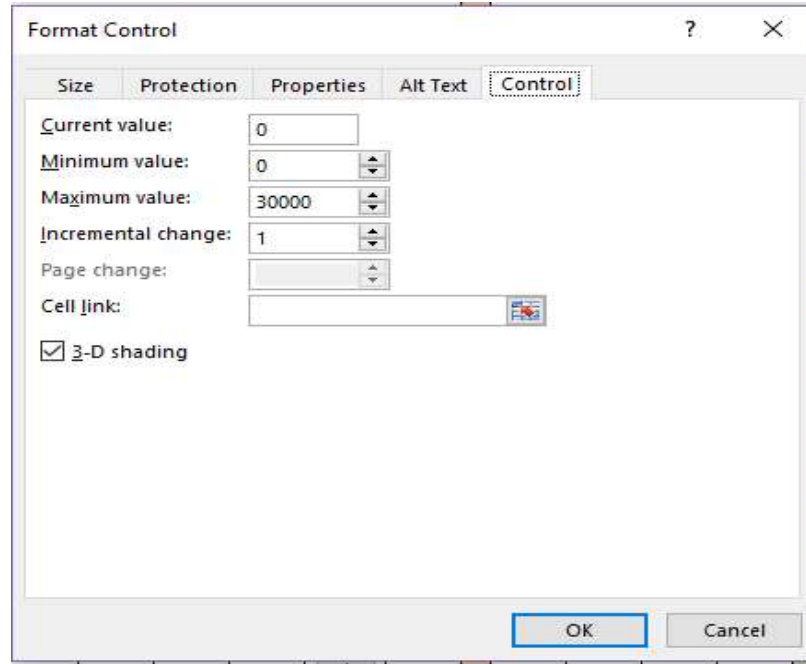 Format Control ? ×
Size Protection Properties Alt Text Control
Current value: 0
Minimum value: 0
Maximum value: 30000
Incremental change: 1
Page change:
Cell link:
3-D shading
OK Cancel